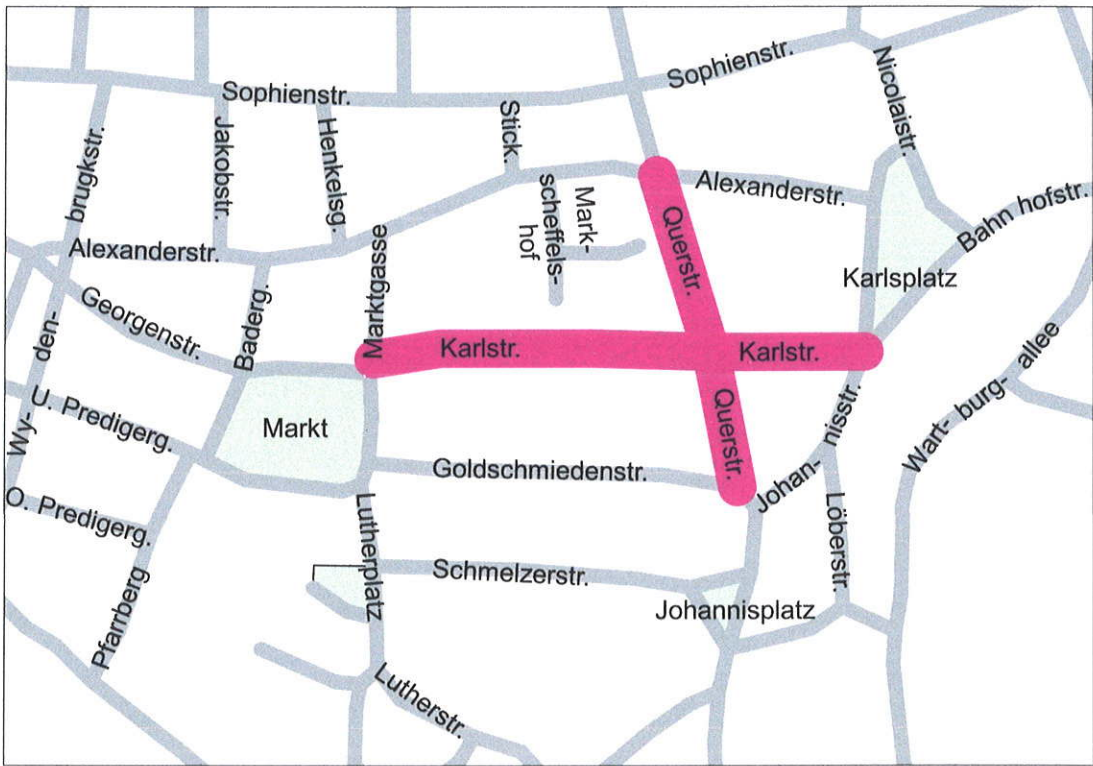 Sophienstr.
Sophienstr.
Nicolaistr.
Stick.
Jakobstr.
Henkelsg.
brugkstr.
den-
Wy-
Alexanderstr.
Alexanderstr.
Mark-
scheffels-
hof
Querstr.
Bahn hofstr.
Karlsplatz
Georgenstr.
Baderg.
Marktgasse
Karlstr.
Karlstr.
Querstr.
Wart- burg- allee
U. Predigerg.
Markt
Goldschmiedenstr.
Johan- nisstr.
Löberstr.
O. Predigerg.
Pfarrberg
Lutherplatz
Schmelzerstr.
Johannisplatz
Lutherstr.